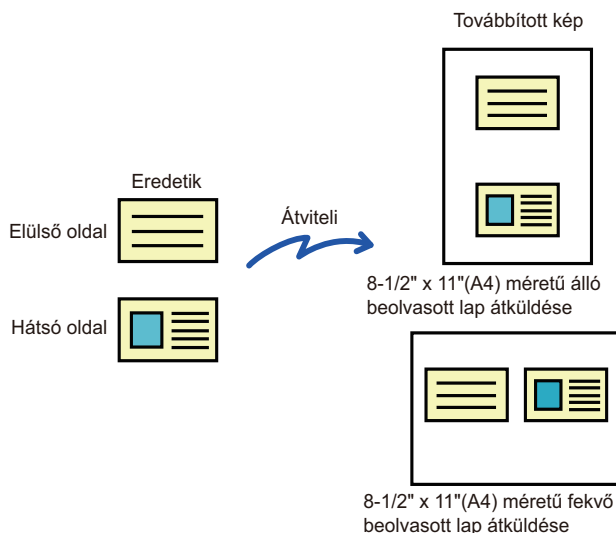 Továbbított kép
Eredetik
Elülső oldal
Átviteli
Hátsó oldal
8-1/2" x 11"(A4) méretű álló
beolvasott lap átküldése
8-1/2" x 11"(A4) méretű fekvő
beolvasott lap átküldése